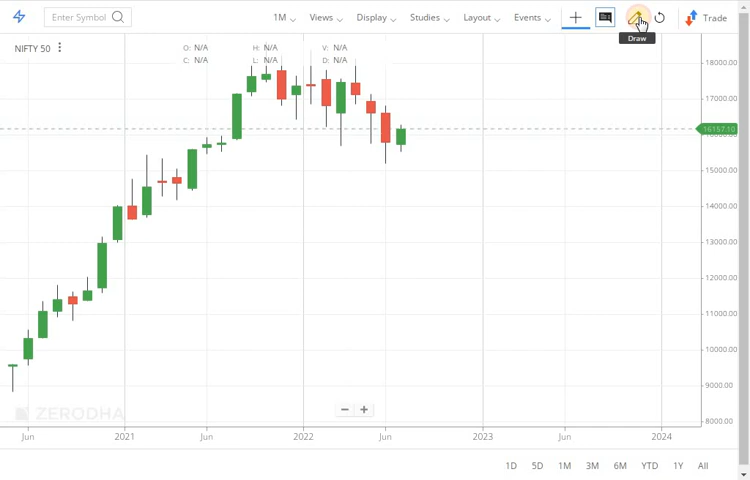 Enter Symbol
1M
Views
Display
Studies
Layout
Events
Trade
Draw
NIFTY 50
O: N/A H: N/A V: N/A
C: N/A L: N/A D: N/A
18000.00
17000.00
16157.10
15000.00
14000.00
13000.00
12000.00
11000.00
10000.00
9000.00
8000.00
ZERODHA
Jun 2021 Jun 2022 Jun 2023 Jun 2024
1D 5D 1M 3M 6M YTD 1Y All